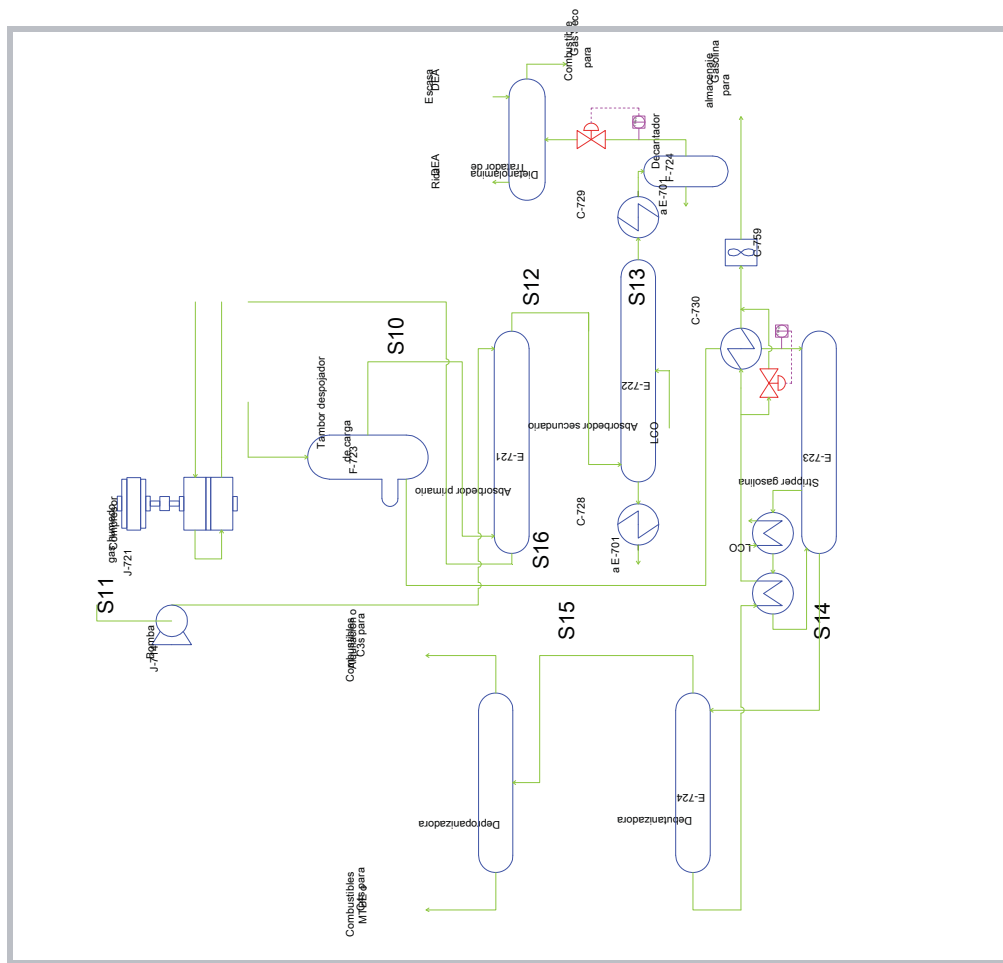 Combustible
Gas Seco
para
Escasa
DEA
Rica
DEA
Tratador de
Dietanolamina
Decantador
F-724
a E-701
C-729
Gasolina
para
almacenaje
C-759
C-730
S12
S13
S10
Tambor despojador
de carga
F-723
Compresor
gas humedo
J-721
S11
Bomba
J-714
E-721
Absorbedor primario
S16
E-722
Absorbedor secundario
LCO
C-728
a E-701
E-723
Stripper gasolina
LCO
S14
S15
C3s para
Alquilación o
Combustibles
Depropanizadora
E-724
Debutanizadora
C4s para
MTBE o
Combustibles